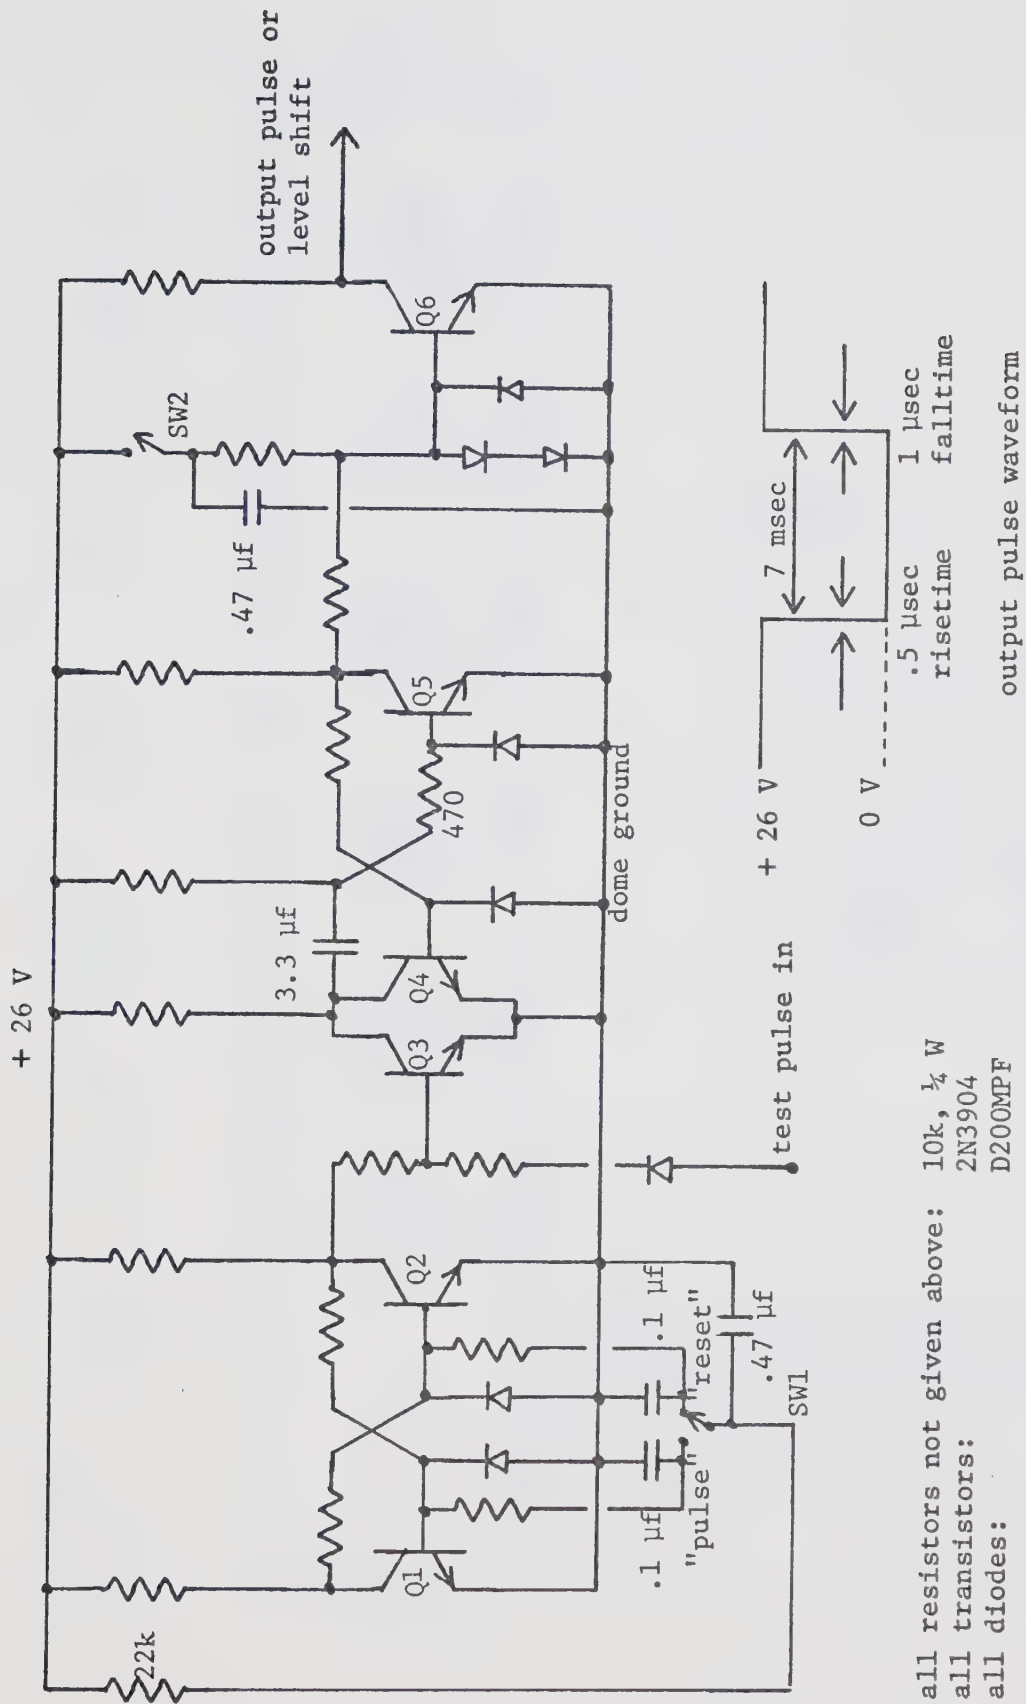 + 26 V
22k
output pulse or
level shift
SW2
.47 µf
3.3 µf
470
Q1
Q2
Q3
Q4
Q5
Q6
dome ground
.1 µf
"pulse"
.1 µf
"reset"
.47 µf
SW1
test pulse in
+ 26 V
0 V
7 msec
.5 µsec
risetime
1 µsec
falltime
output pulse waveform
all resistors not given above: 10k, ¼ W
all transistors: 2N3904
all diodes: D200MPF